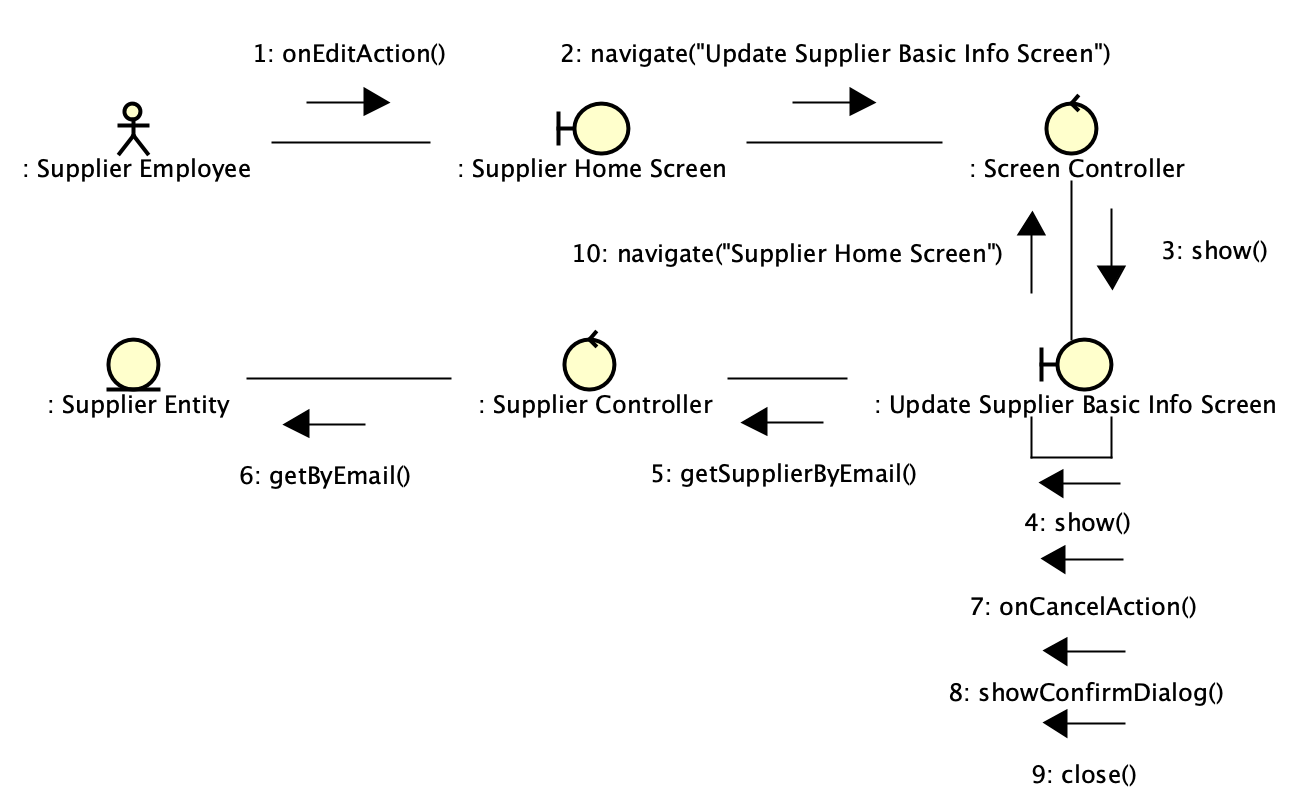 1: onEditAction()
2: navigate("Update Supplier Basic Info Screen")
: Supplier Employee
: Supplier Home Screen
: Screen Controller
10: navigate("Supplier Home Screen")
3: show()
: Supplier Entity
: Supplier Controller
: Update Supplier Basic Info Screen
6: getByEmail()
5: getSupplierByEmail()
4: show()
7: onCancelAction()
8: showConfirmDialog()
9: close()